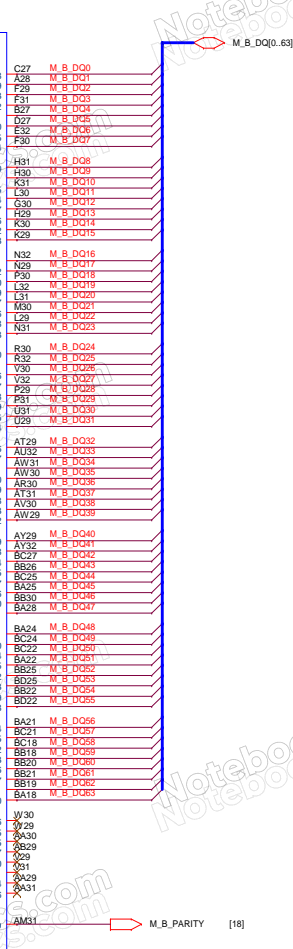 M_B_DQ[0..63]
C27 M_B_DQ0
A28 M_B_DQ1
F29 M_B_DQ2
F31 M_B_DQ3
B27 M_B_DQ4
D27 M_B_DQ5
E32 M_B_DQ6
F30 M_B_DQ7
H31 M_B_DQ8
H30 M_B_DQ9
K31 M_B_DQ10
L30 M_B_DQ11
G30 M_B_DQ12
H29 M_B_DQ13
K30 M_B_DQ14
K29 M_B_DQ15
N32 M_B_DQ16
N29 M_B_DQ17
P30 M_B_DQ18
L32 M_B_DQ19
L31 M_B_DQ20
M30 M_B_DQ21
L29 M_B_DQ22
N31 M_B_DQ23
R30 M_B_DQ24
R32 M_B_DQ25
V30 M_B_DQ26
V32 M_B_DQ27
P29 M_B_DQ28
P31 M_B_DQ29
U31 M_B_DQ30
U29 M_B_DQ31
AT29 M_B_DQ32
AU32 M_B_DQ33
AW31 M_B_DQ34
AW30 M_B_DQ35
AR30 M_B_DQ36
AT31 M_B_DQ37
AV30 M_B_DQ38
AW29 M_B_DQ39
AY29 M_B_DQ40
AY32 M_B_DQ41
BC27 M_B_DQ42
BB26 M_B_DQ43
BC25 M_B_DQ44
BA25 M_B_DQ45
BB30 M_B_DQ46
BA28 M_B_DQ47
BA24 M_B_DQ48
BC24 M_B_DQ49
BC22 M_B_DQ50
BA22 M_B_DQ51
BB25 M_B_DQ52
BD25 M_B_DQ53
BB22 M_B_DQ54
BD22 M_B_DQ55
BA21 M_B_DQ56
BC21 M_B_DQ57
BC18 M_B_DQ58
BB18 M_B_DQ59
BB20 M_B_DQ60
BB21 M_B_DQ61
BB19 M_B_DQ62
BA18 M_B_DQ63
W30
W29
AA30
AB29
V29
V31
AA29
AA31
AM31 M_B_PARITY [18]